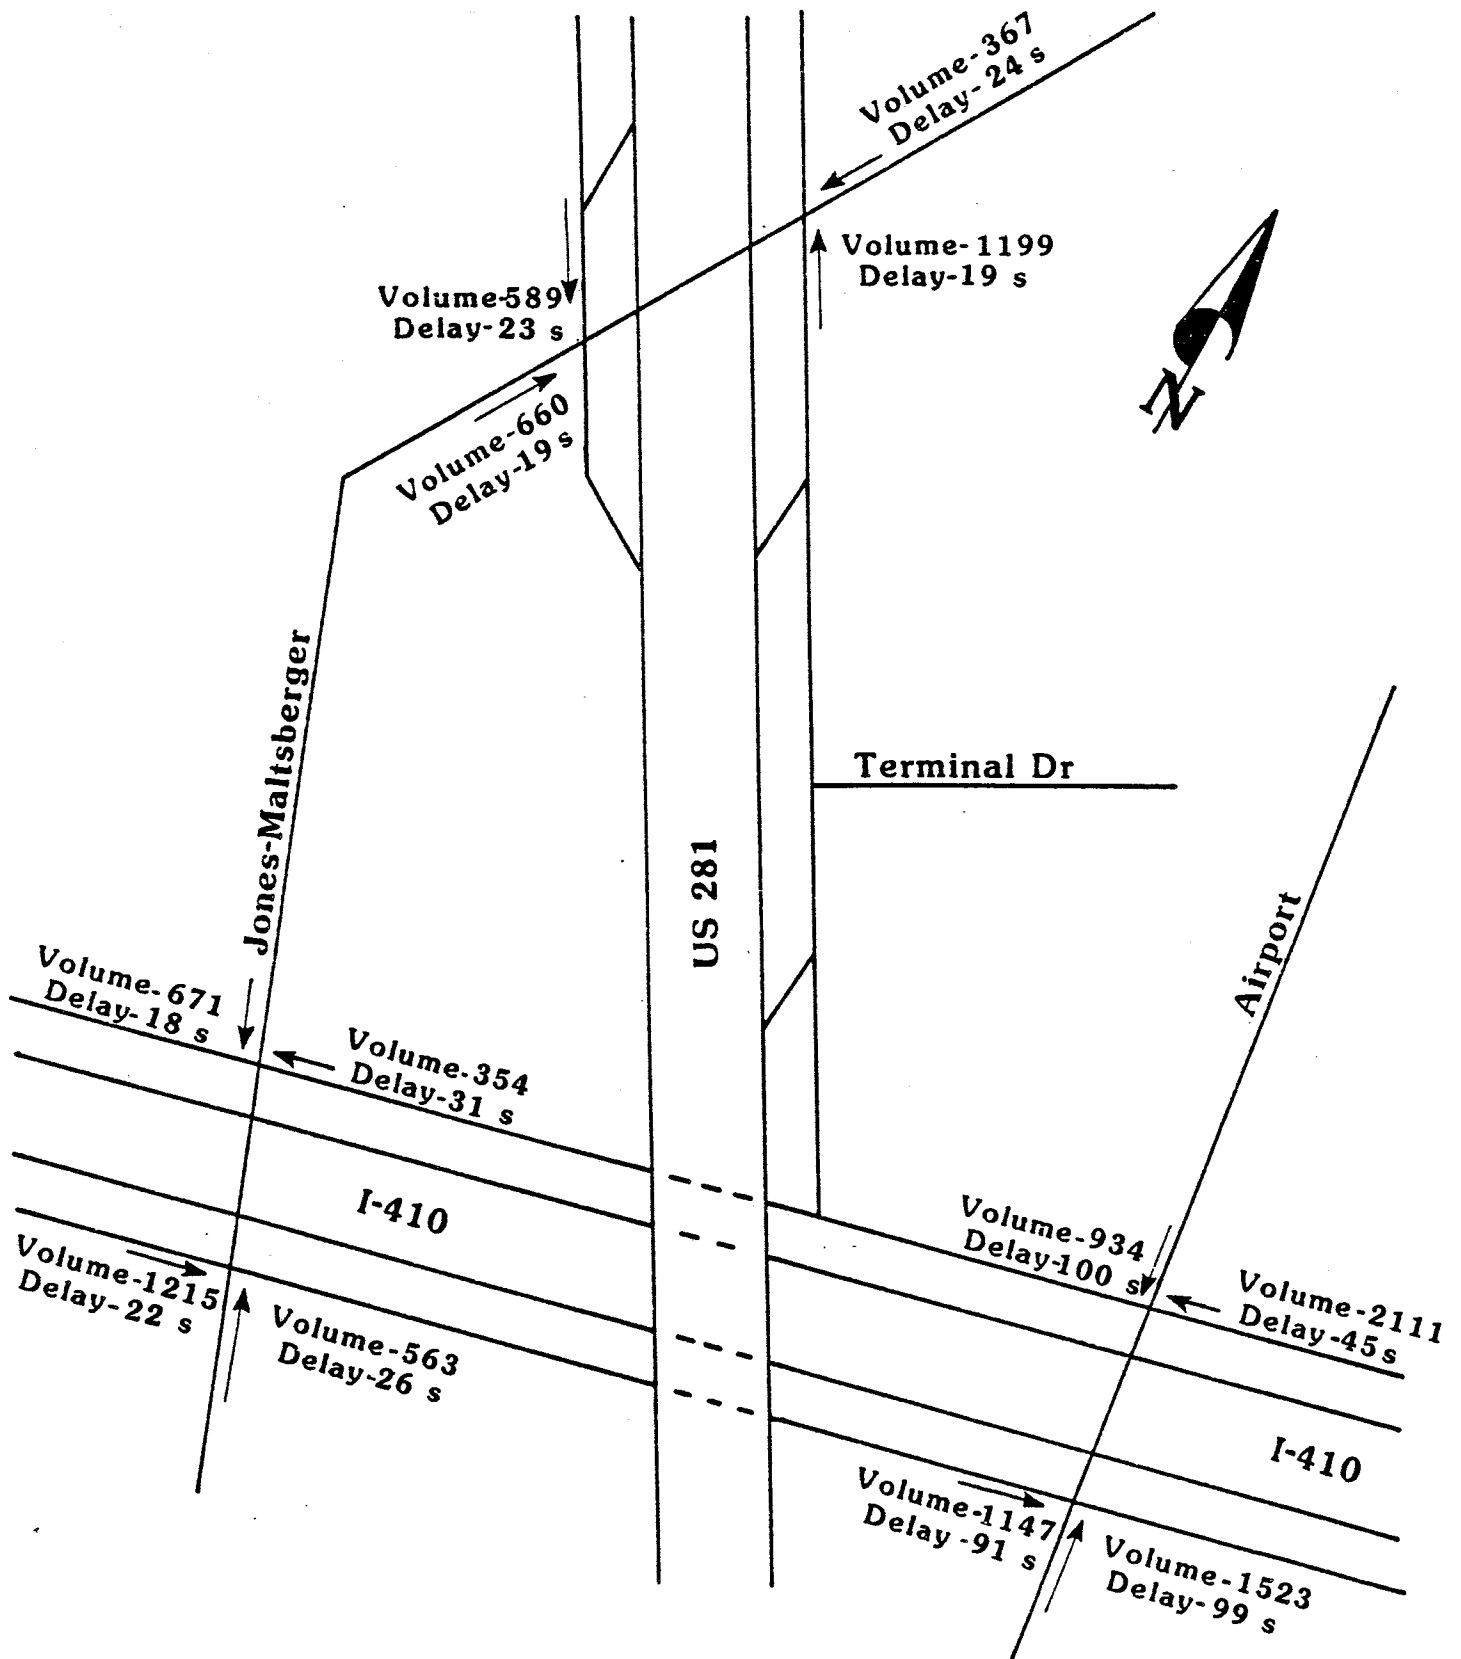 Volume-367
Delay-24 s
Volume-1199
Delay-19 s
Volume-589
Delay-23 s
N
Volume-660
Delay-19 s
Jones-Maltsberger
Terminal Dr
US 281
Airport
Volume-671
Delay-18 s
Volume-354
Delay-31 s
I-410
Volume-934
Delay-100 s
Volume-2111
Delay-45 s
Volume-1215
Delay-22 s
Volume-563
Delay-26 s
I-410
Volume-1147
Delay-91 s
Volume-1523
Delay-99 s